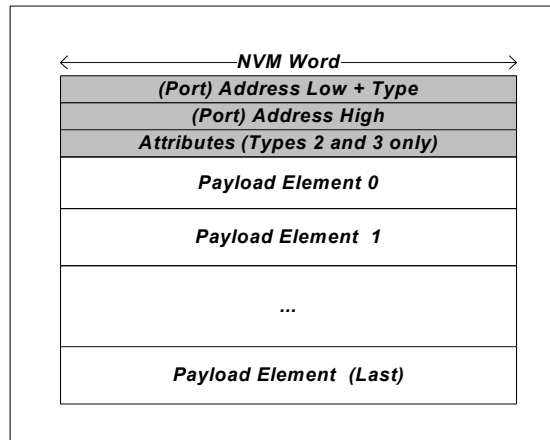 NVM Word
(Port) Address Low + Type
(Port) Address High
Attributes (Types 2 and 3 only)
Payload Element 0
Payload Element 1
...
Payload Element (Last)